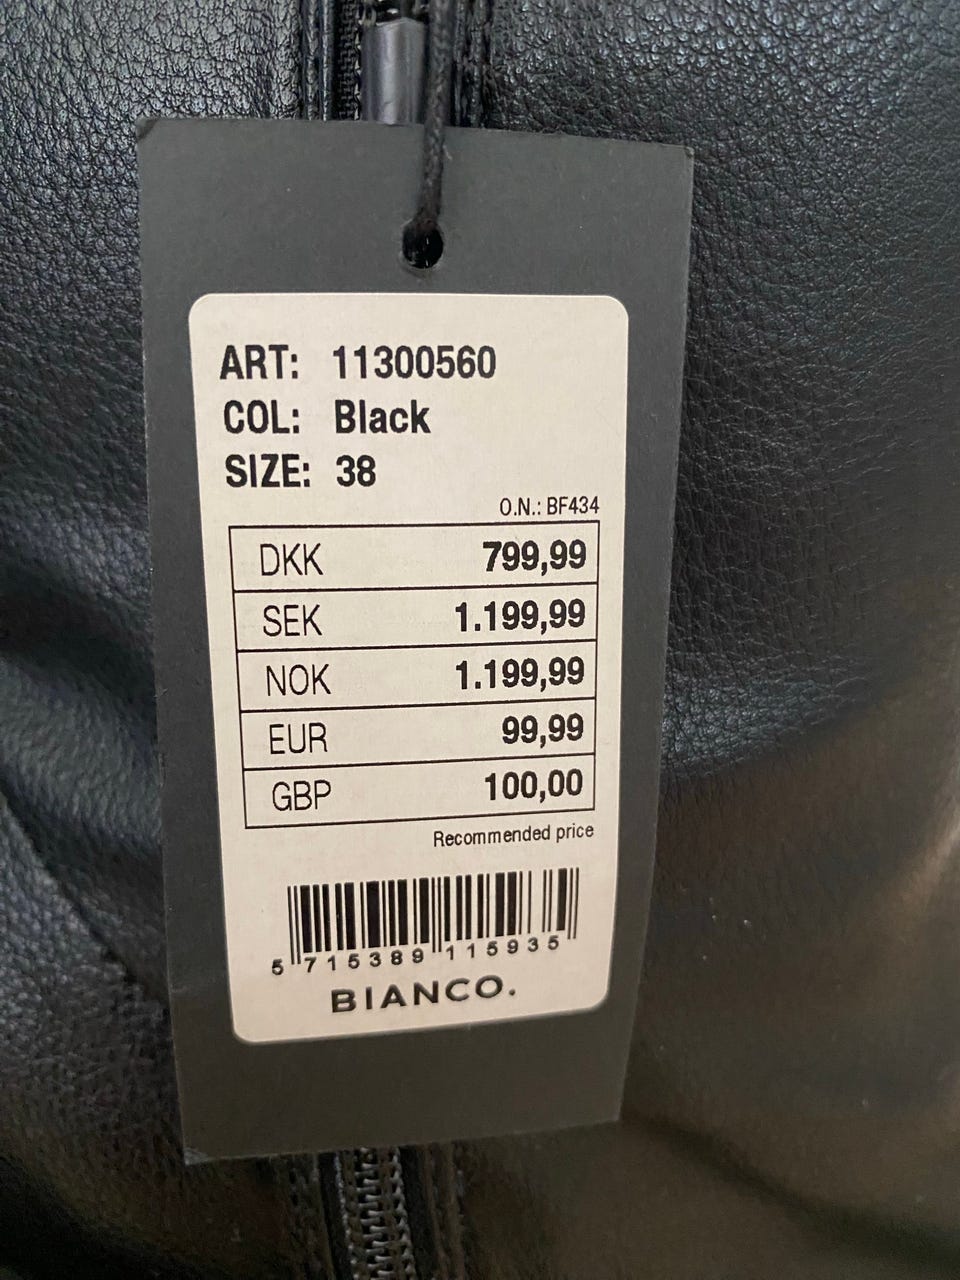 ART: 11300560
COL: Black
SIZE: 38
O.N.: BF434
DKK 799,99
SEK 1.199,99
NOK 1.199,99
EUR 99,99
GBP 100,00
Recommended price
5 715389 115935
BIANCO.